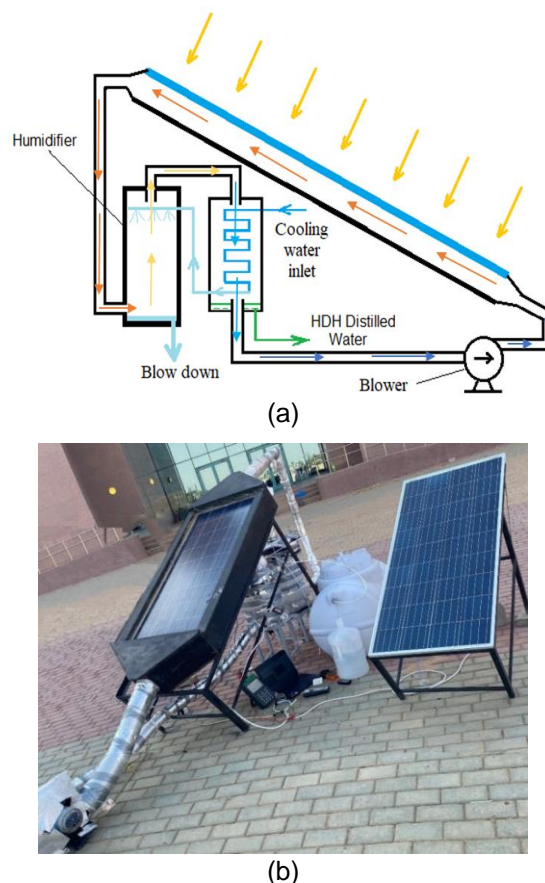 Humidifier
Cooling
water
inlet
HDH Distilled
Water
Blow down
Blower
(a)
(b)